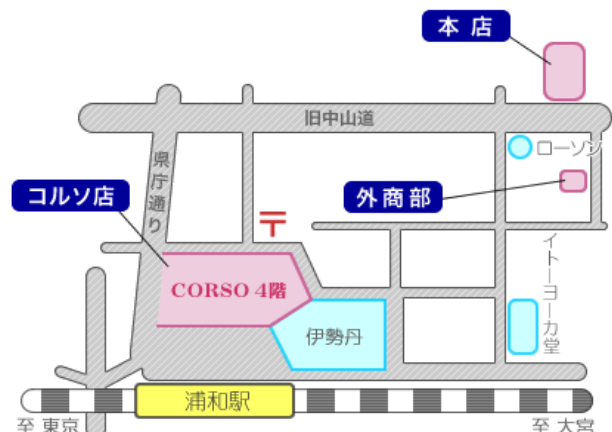 本店
旧中山道
ローソン
県庁通り
コルソ店
外商部
〒
CORSO 4階
イトーヨーカ堂
伊勢丹
浦和駅
至 東京
至 大宮